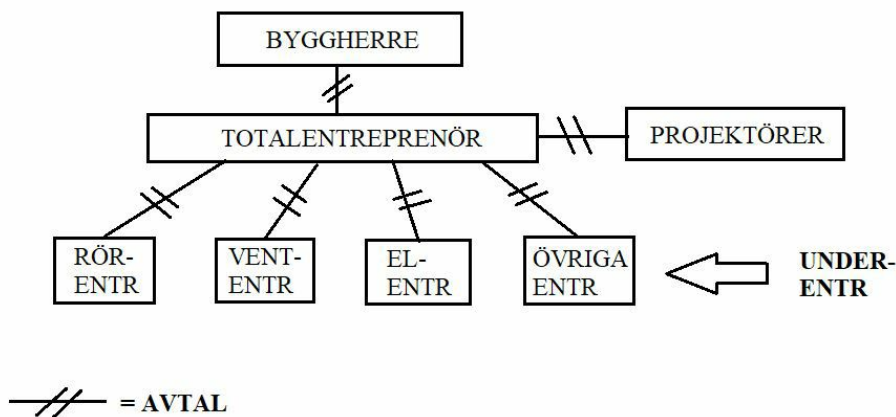 BYGGHERRE
TOTALENTREPRENÖR
PROJEKTÖRER
RÖR-
ENTR
VENT-
ENTR
EL-
ENTR
ÖVRIGA
ENTR
UNDER-
ENTR
= AVTAL